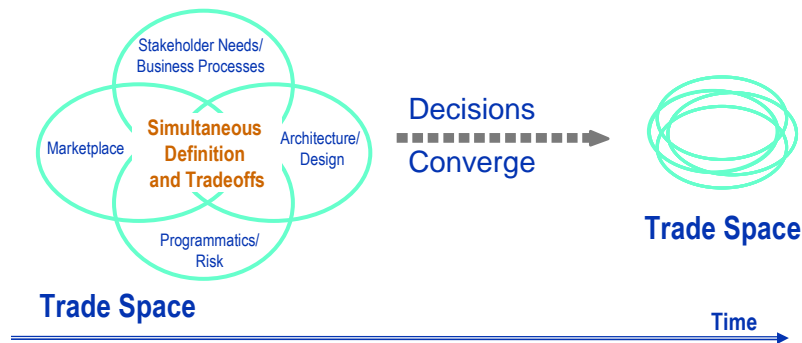 Stakeholder Needs/
Business Processes
Marketplace
Simultaneous
Definition
and Tradeoffs
Architecture/
Design
Programmatics/
Risk
Trade Space
Decisions
Converge
Trade Space
Time